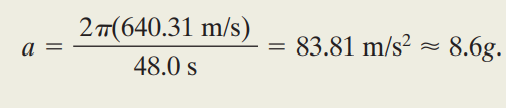 a = 2π(640.31 m/s) / 48.0 s = 83.81 m/s² ≈ 8.6g.